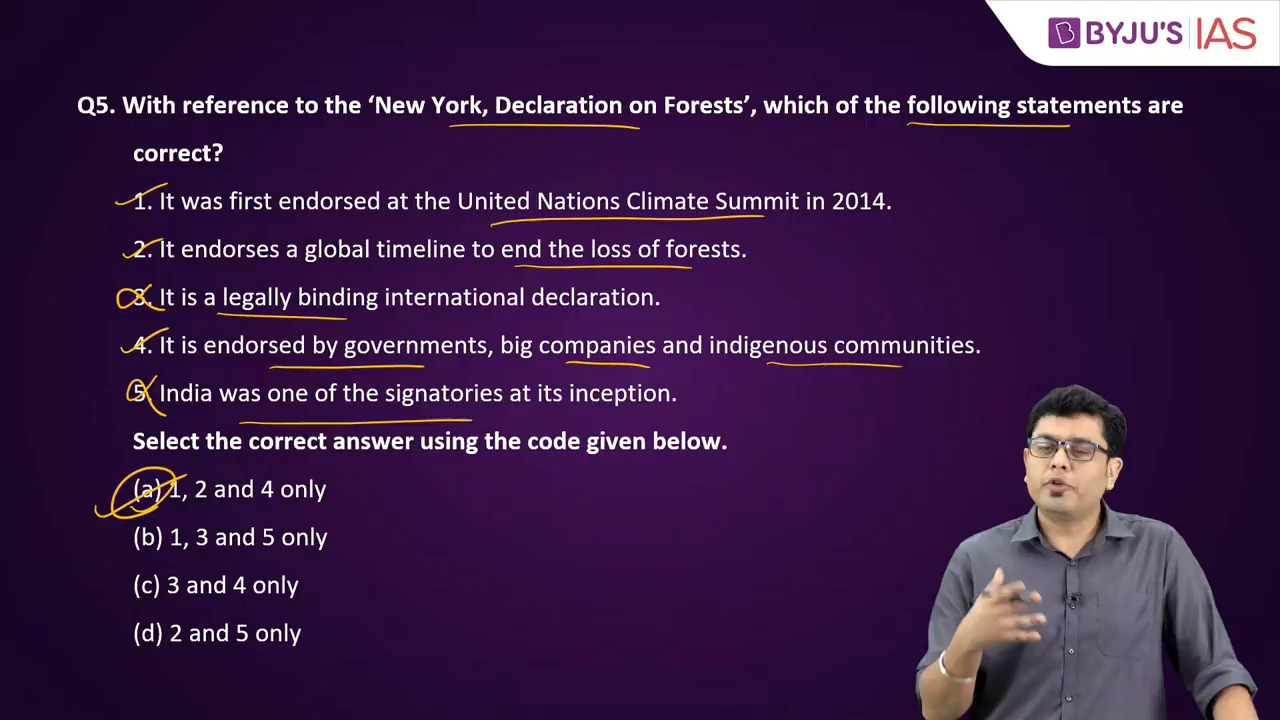 BYJU'S IAS
Q5. With reference to the ‘New York, Declaration on Forests’, which of the following statements are
correct?
1. It was first endorsed at the United Nations Climate Summit in 2014.
2. It endorses a global timeline to end the loss of forests.
3. It is a legally binding international declaration.
4. It is endorsed by governments, big companies and indigenous communities.
5. India was one of the signatories at its inception.
Select the correct answer using the code given below.
(a) 1, 2 and 4 only
(b) 1, 3 and 5 only
(c) 3 and 4 only
(d) 2 and 5 only